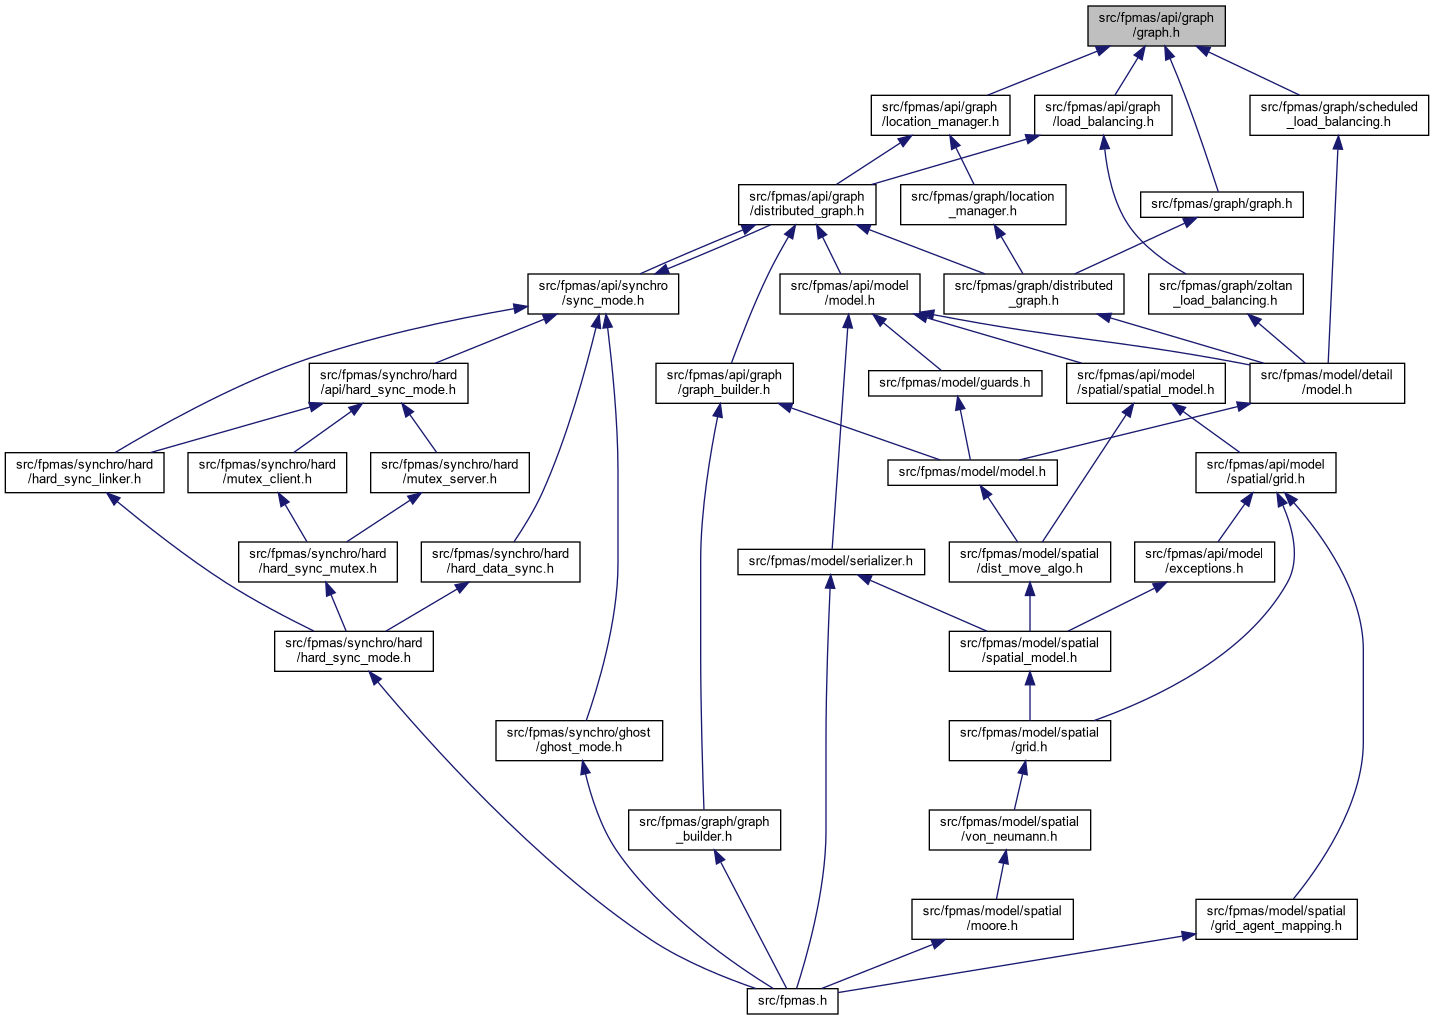 src/fpmas/api/graph
/graph.h
src/fpmas/api/graph
/location_manager.h
src/fpmas/api/graph
/load_balancing.h
src/fpmas/graph/scheduled
_load_balancing.h
src/fpmas/api/graph
/distributed_graph.h
src/fpmas/graph/location
_manager.h
src/fpmas/graph/graph.h
src/fpmas/api/synchro
/sync_mode.h
src/fpmas/api/model
/model.h
src/fpmas/graph/distributed
_graph.h
src/fpmas/graph/zoltan
_load_balancing.h
src/fpmas/synchro/hard
/api/hard_sync_mode.h
src/fpmas/api/graph
/graph_builder.h
src/fpmas/model/guards.h
src/fpmas/api/model
/spatial/spatial_model.h
src/fpmas/model/detail
/model.h
src/fpmas/synchro/hard
/hard_sync_linker.h
src/fpmas/synchro/hard
/mutex_client.h
src/fpmas/synchro/hard
/mutex_server.h
src/fpmas/model/model.h
src/fpmas/api/model
/spatial/grid.h
src/fpmas/synchro/hard
/hard_sync_mutex.h
src/fpmas/synchro/hard
/hard_data_sync.h
src/fpmas/model/serializer.h
src/fpmas/model/spatial
/dist_move_algo.h
src/fpmas/api/model
/exceptions.h
src/fpmas/synchro/hard
/hard_sync_mode.h
src/fpmas/model/spatial
/spatial_model.h
src/fpmas/synchro/ghost
/ghost_mode.h
src/fpmas/model/spatial
/grid.h
src/fpmas/graph/graph
_builder.h
src/fpmas/model/spatial
/von_neumann.h
src/fpmas/model/spatial
/moore.h
src/fpmas/model/spatial
/grid_agent_mapping.h
src/fpmas.h